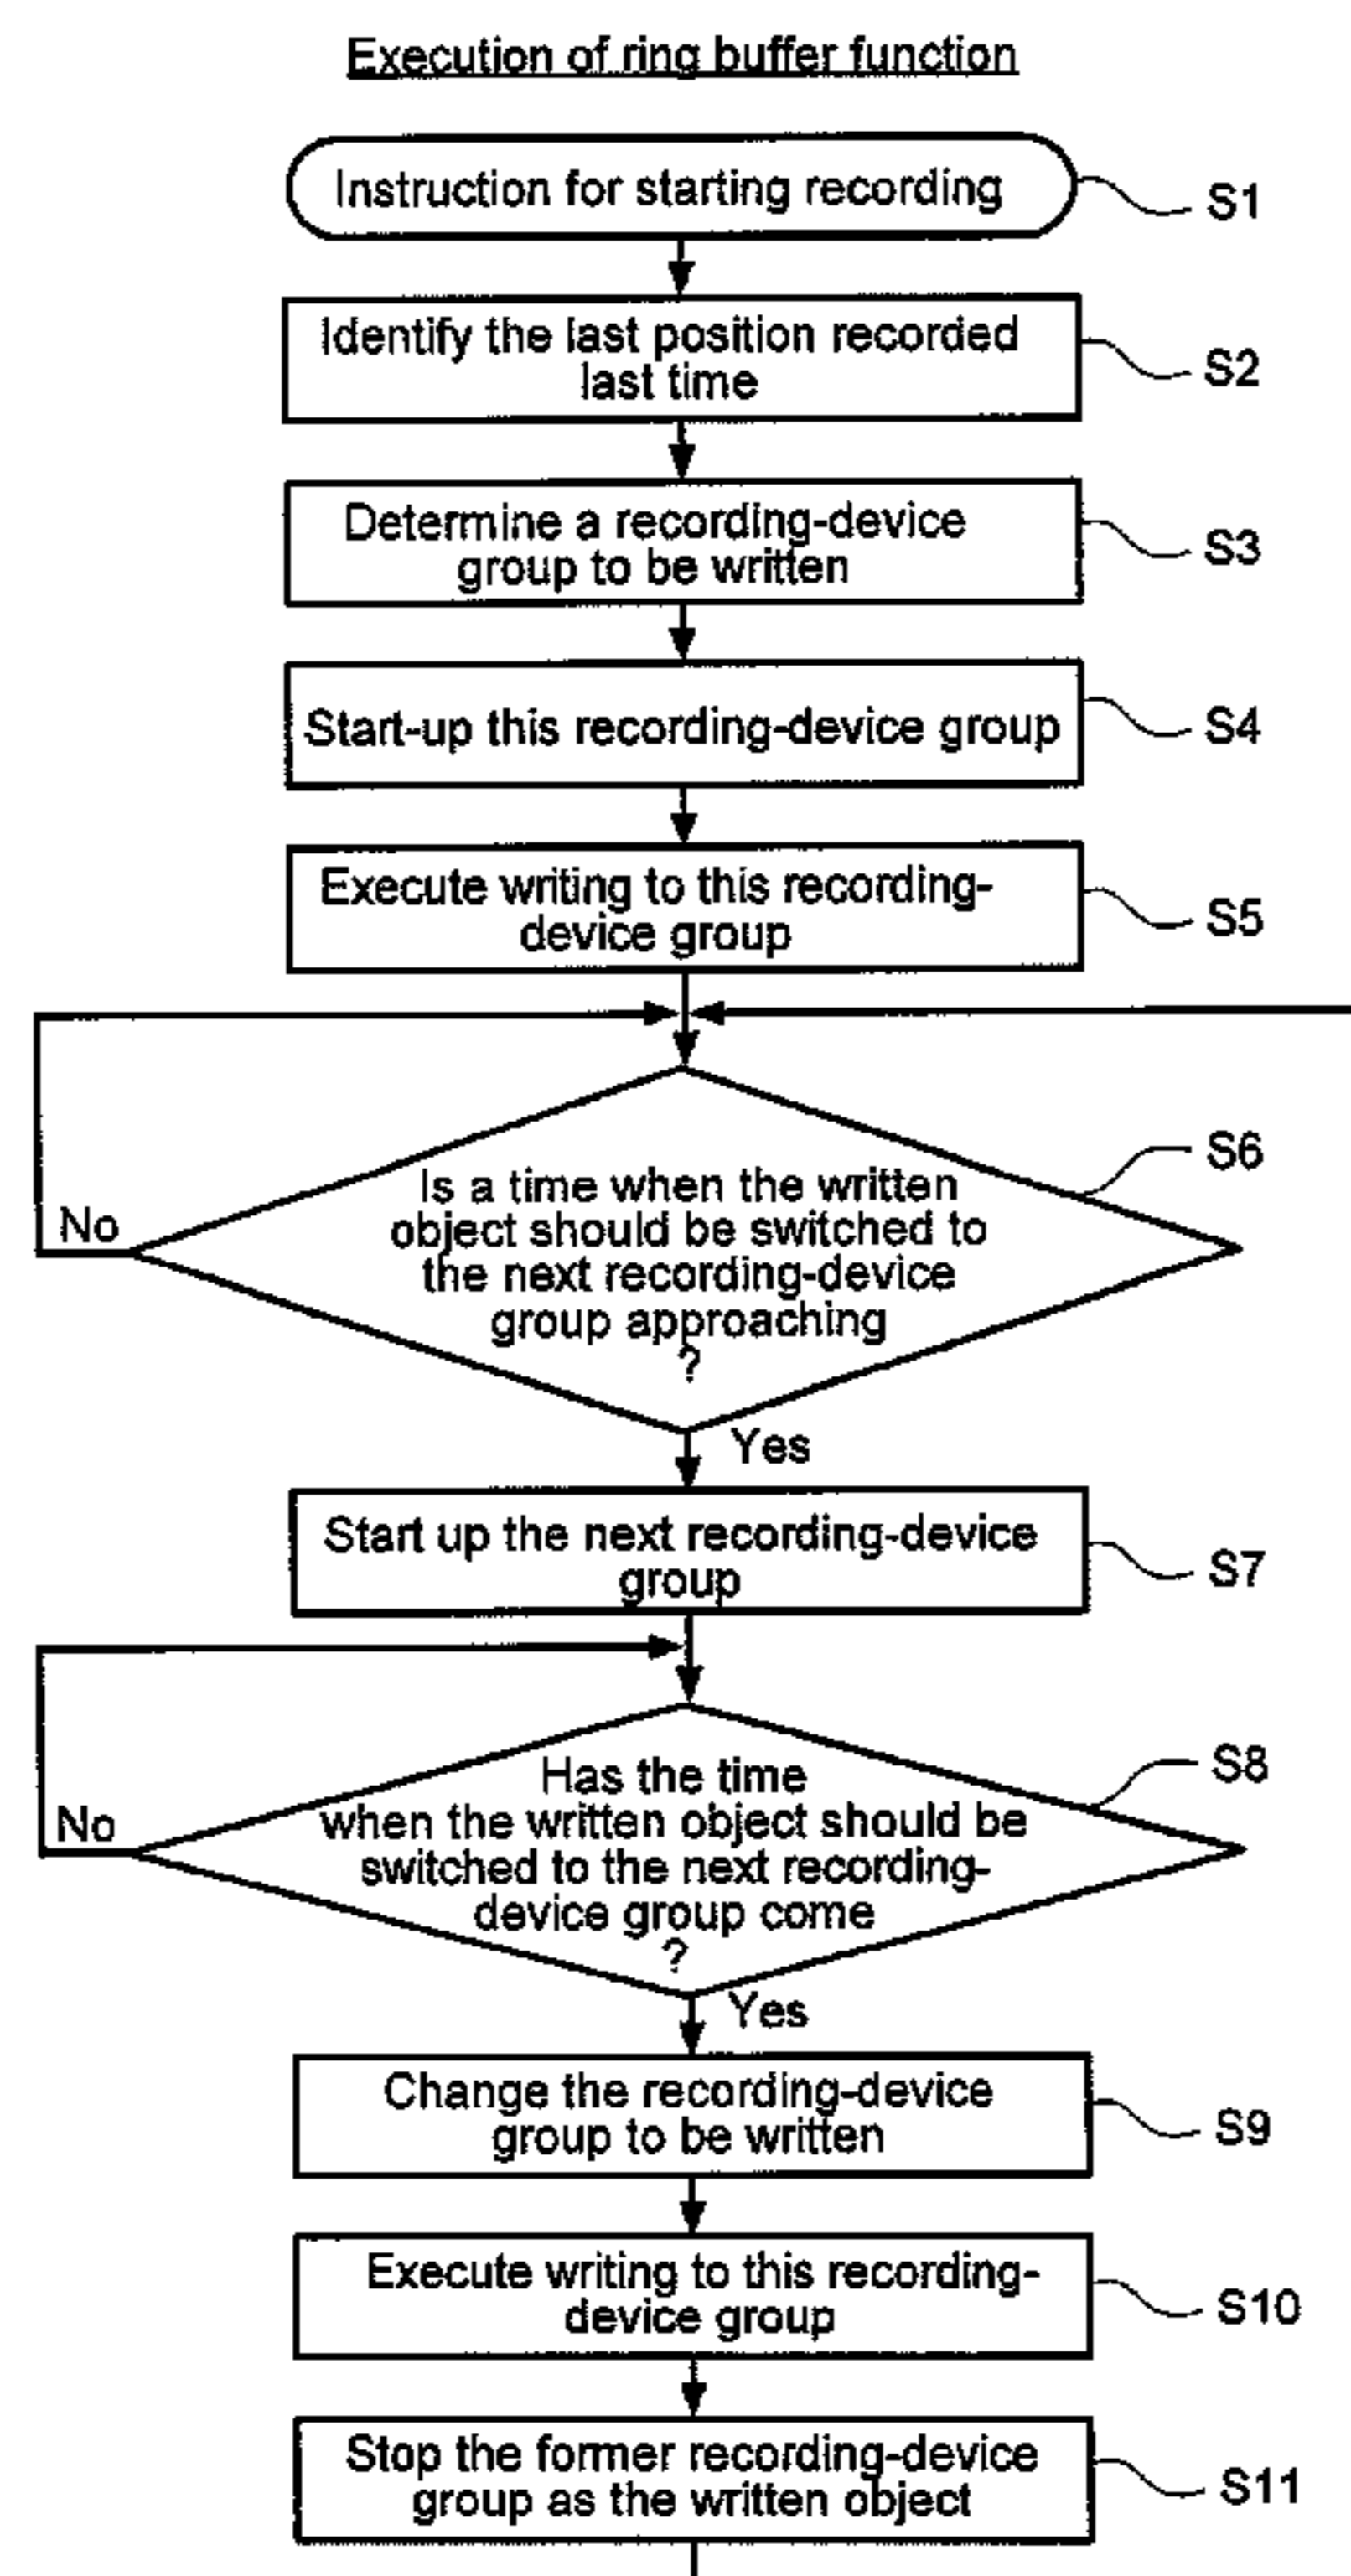 Execution of ring buffer function
Instruction for starting recording
S1
Identify the last position recorded
last time
S2
Determine a recording-device
group to be written
S3
Start-up this recording-device group
S4
Execute writing to this recording-
device group
S5
Is a time when the written
object should be switched to
the next recording-device
group approaching
?
S6
No
Yes
Start up the next recording-device
group
S7
Has the time
when the written object should be
switched to the next recording-
device group come
?
S8
No
Yes
Change the recording-device
group to be written
S9
Execute writing to this recording-
device group
S10
Stop the former recording-device
group as the written object
S11